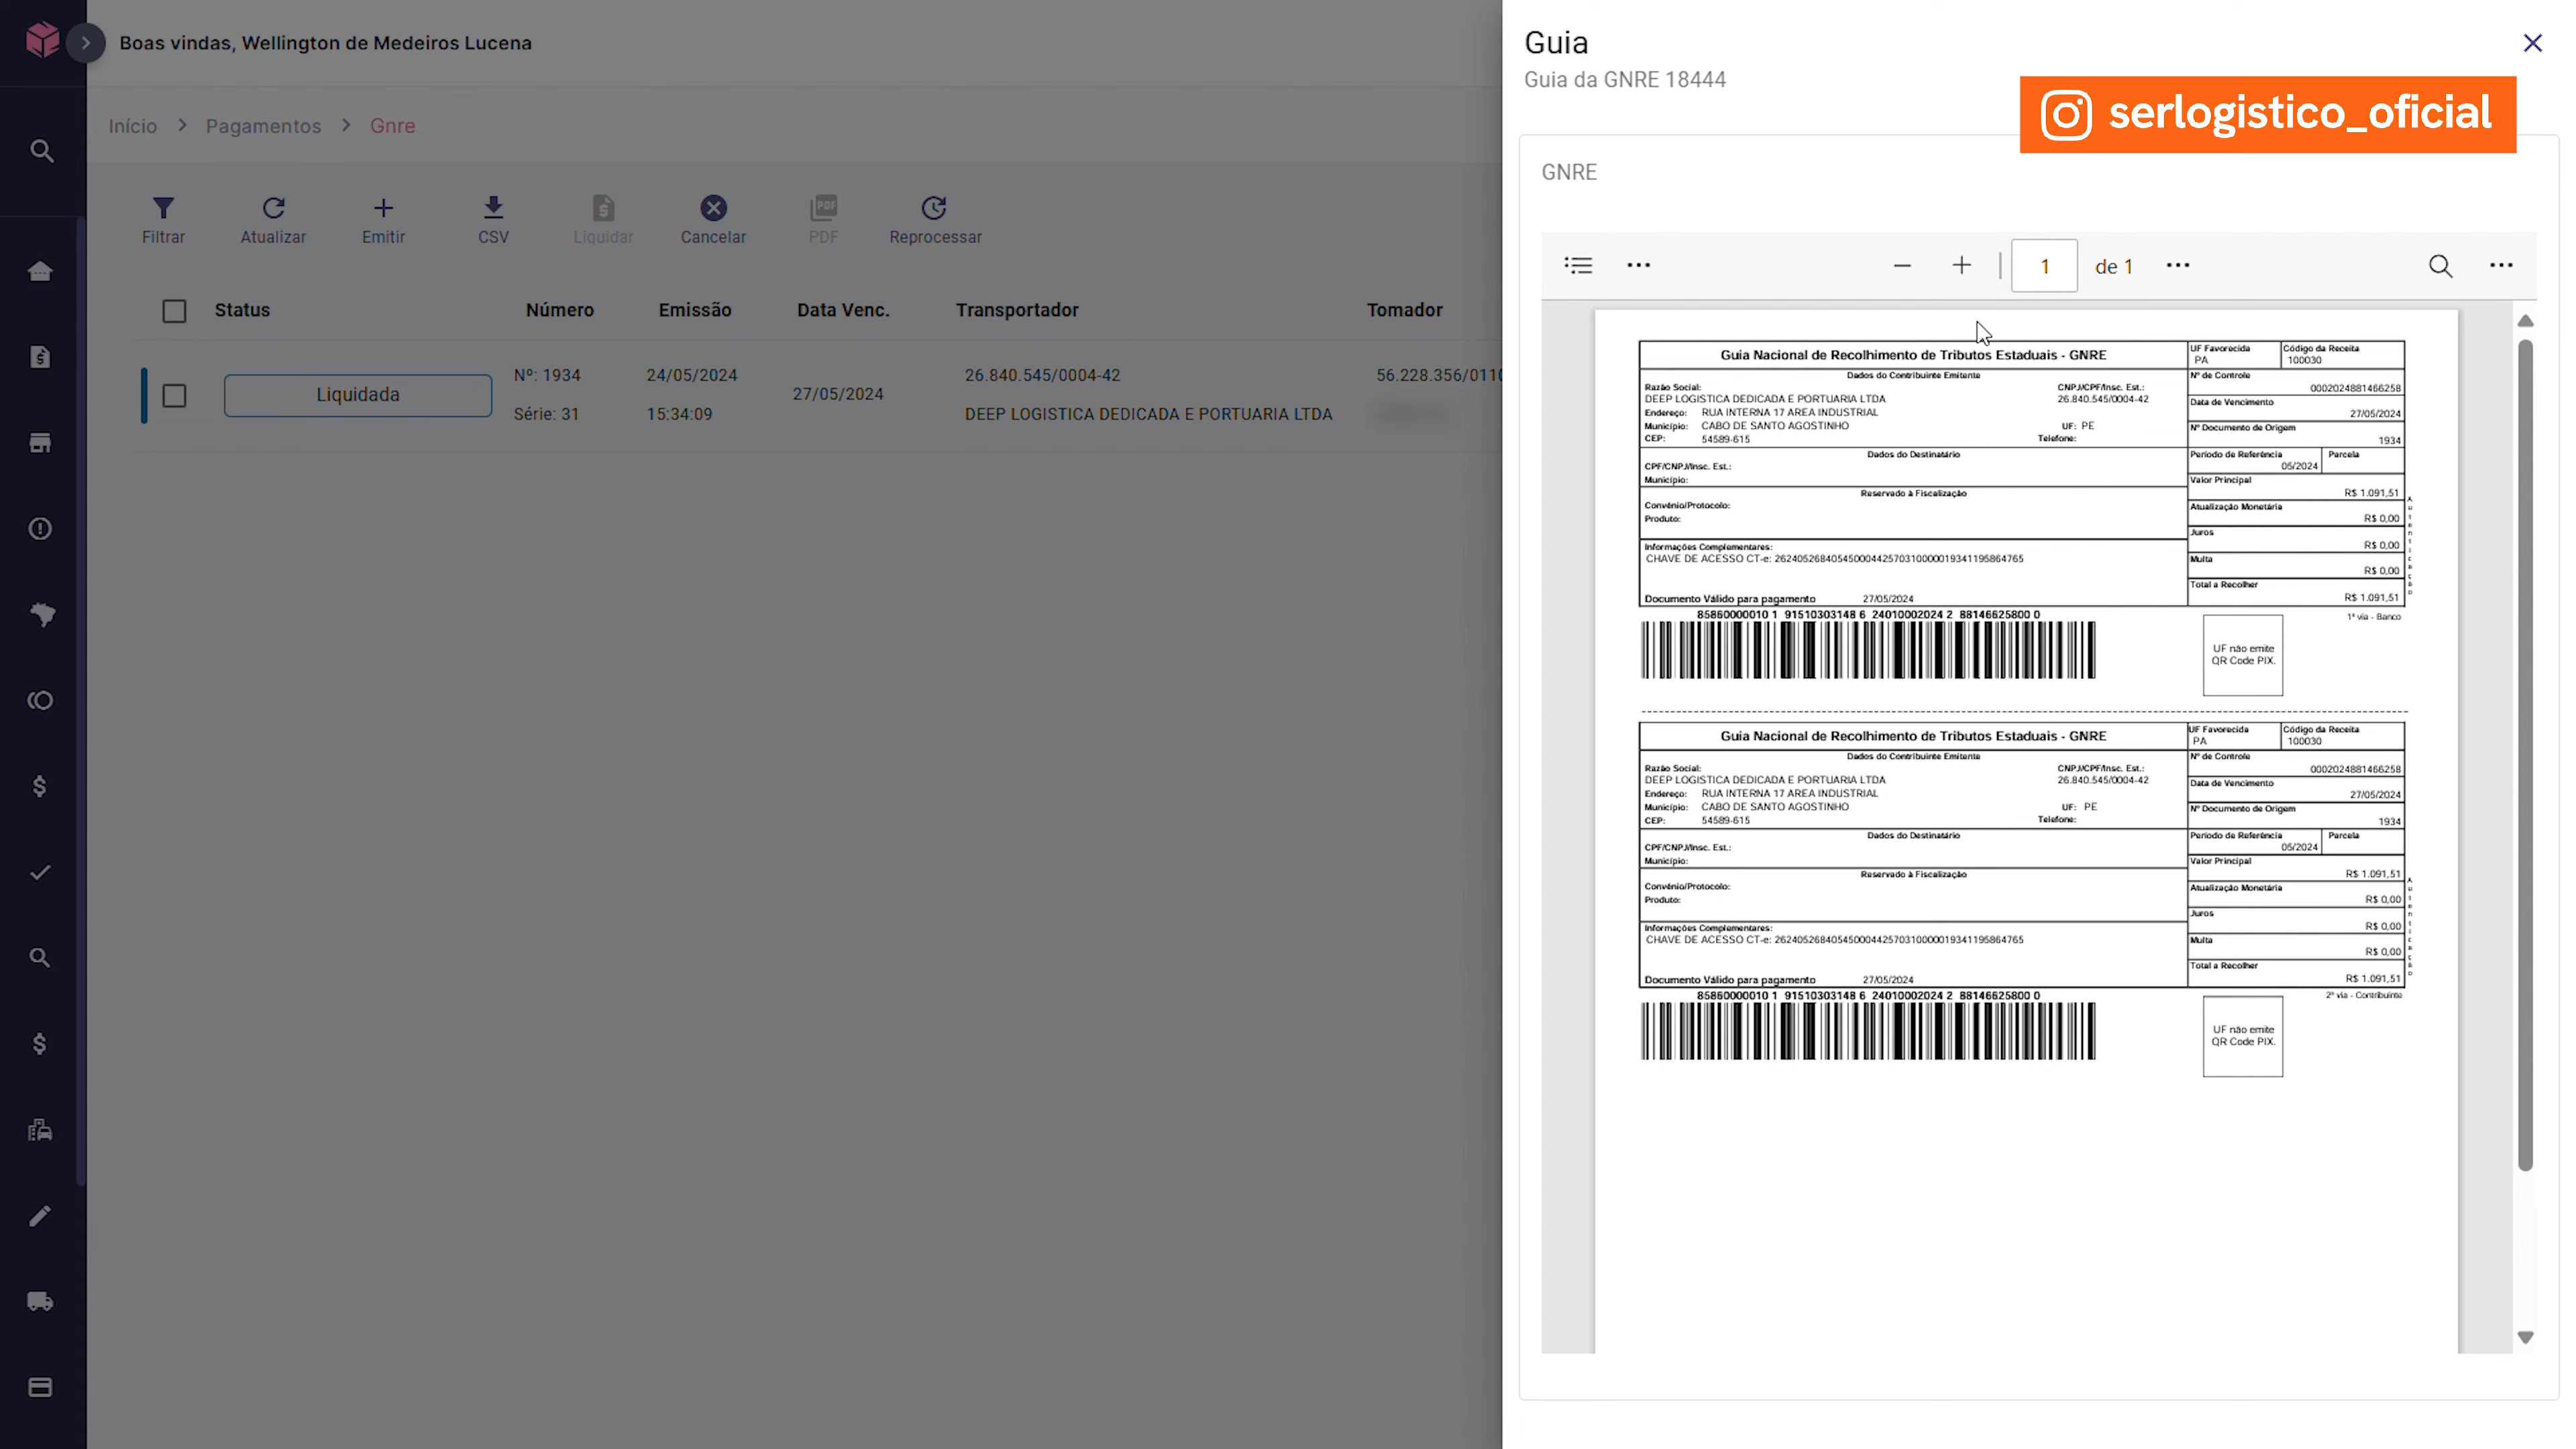 Boas vindas, Wellington de Medeiros Lucena
Início > Pagamentos > Gnre
Filtrar Atualizar Emitir CSV Liquidar Cancelar PDF Reprocessar
Status Número Emissão Data Venc. Transportador Tomador
Liquidada Nº: 1934 24/05/2024 27/05/2024 26.840.545/0004-42 56.228.356/0110
Série: 31 15:34:09 DEEP LOGISTICA DEDICADA E PORTUARIA LTDA
Guia
Guia da GNRE 18444
serlogistico_oficial
GNRE
1 de 1
Guia Nacional de Recolhimento de Tributos Estaduais - GNRE
UF Favorecida Código da Receita
PA 100030
Dados do Contribuinte Emitente
Nº de Controle
0002024881466258
Razão Social: CNPJ/CPF/Insc. Est.:
DEEP LOGISTICA DEDICADA E PORTUARIA LTDA 26.840.545/0004-42
Data de Vencimento
27/05/2024
Endereço: RUA INTERNA 17 AREA INDUSTRIAL
Município: CABO DE SANTO AGOSTINHO UF: PE
Nº Documento de Origem
1934
CEP: 54589-615 Telefone:
Dados do Destinatário
Período de Referência Parcela
05/2024
CPF/CNPJ/Insc. Est.:
Município:
Valor Principal
R$ 1.091,51
Reservado à Fiscalização
Convênio/Protocolo:
Atualização Monetária
R$ 0,00
Produto:
Juros
R$ 0,00
Informações Complementares:
CHAVE DE ACESSO CT-e: 26240526840545000442570310000019341195864765
Multa
R$ 0,00
Total a Recolher
R$ 1.091,51
Documento Válido para pagamento 27/05/2024
85860000010 1 91510303148 6 24010002024 2 88146625800 0
1ª via - Banco
UF não emite
QR Code PIX.
Guia Nacional de Recolhimento de Tributos Estaduais - GNRE
UF Favorecida Código da Receita
PA 100030
Dados do Contribuinte Emitente
Nº de Controle
0002024881466258
Razão Social: CNPJ/CPF/Insc. Est.:
DEEP LOGISTICA DEDICADA E PORTUARIA LTDA 26.840.545/0004-42
Data de Vencimento
27/05/2024
Endereço: RUA INTERNA 17 AREA INDUSTRIAL
Município: CABO DE SANTO AGOSTINHO UF: PE
Nº Documento de Origem
1934
CEP: 54589-615 Telefone:
Dados do Destinatário
Período de Referência Parcela
05/2024
CPF/CNPJ/Insc. Est.:
Município:
Valor Principal
R$ 1.091,51
Reservado à Fiscalização
Convênio/Protocolo:
Atualização Monetária
R$ 0,00
Produto:
Juros
R$ 0,00
Informações Complementares:
CHAVE DE ACESSO CT-e: 26240526840545000442570310000019341195864765
Multa
R$ 0,00
Total a Recolher
R$ 1.091,51
Documento Válido para pagamento 27/05/2024
85860000010 1 91510303148 6 24010002024 2 88146625800 0
2ª via - Contribuinte
UF não emite
QR Code PIX.